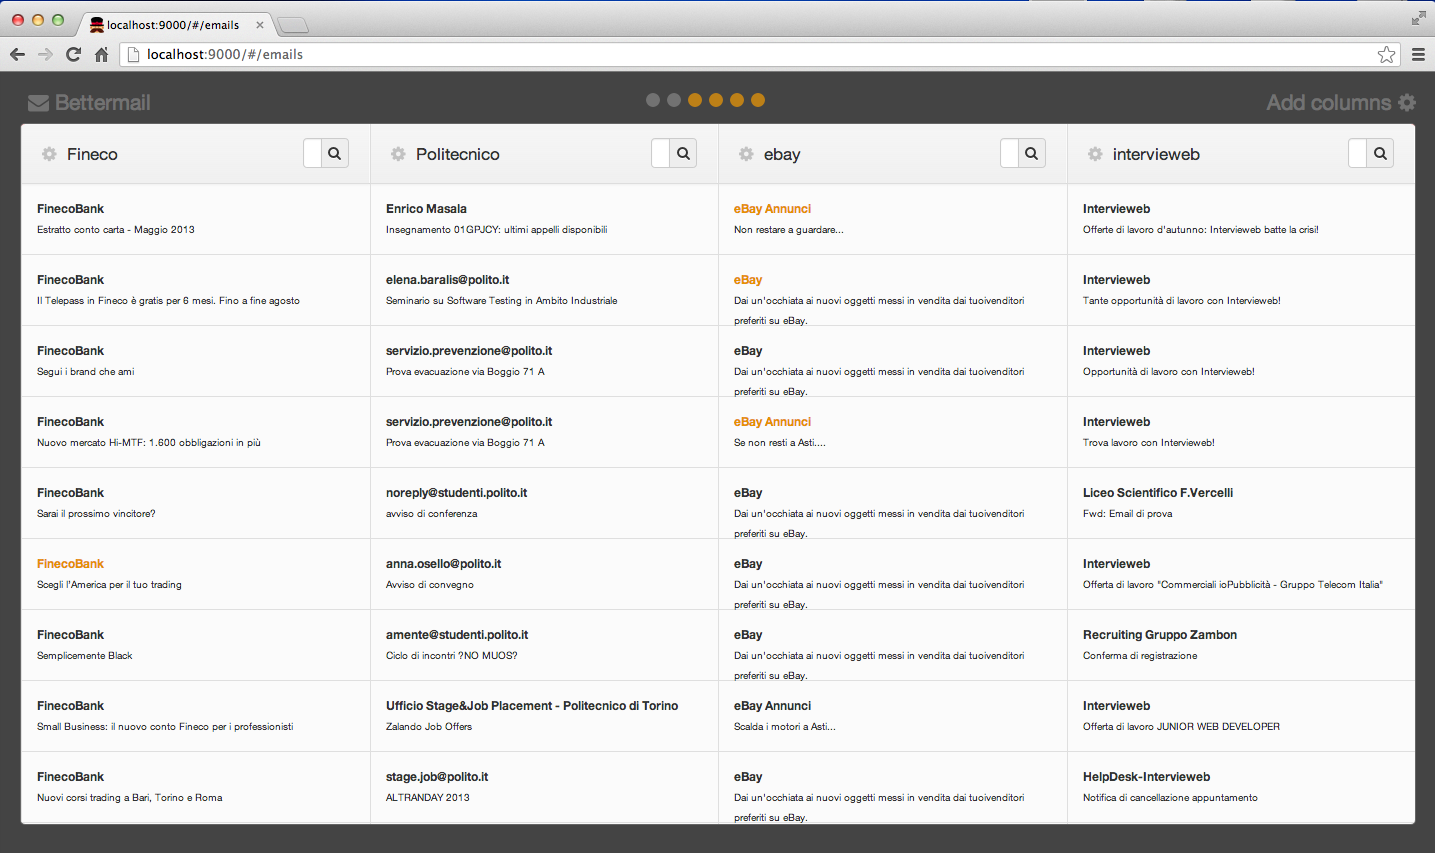 localhost:9000/#/emails
localhost:9000/#/emails
Bettermail
Add columns
Fineco
FinecoBank
Estratto conto carta - Maggio 2013
FinecoBank
Il Telepass in Fineco è gratis per 6 mesi. Fino a fine agosto
FinecoBank
Segui i brand che ami
FinecoBank
Nuovo mercato Hi-MTF: 1.600 obbligazioni in più
FinecoBank
Sarai il prossimo vincitore?
FinecoBank
Scegli l'America per il tuo trading
FinecoBank
Semplicemente Black
FinecoBank
Small Business: il nuovo conto Fineco per i professionisti
FinecoBank
Nuovi corsi trading a Bari, Torino e Roma
Politecnico
Enrico Masala
Insegnamento 01GPJCY: ultimi appelli disponibili
elena.baralis@polito.it
Seminario su Software Testing in Ambito Industriale
servizio.prevenzione@polito.it
Prova evacuazione via Boggio 71 A
servizio.prevenzione@polito.it
Prova evacuazione via Boggio 71 A
noreply@studenti.polito.it
avviso di conferenza
anna.osello@polito.it
Avviso di convegno
amente@studenti.polito.it
Ciclo di incontri ?NO MUOS?
Ufficio Stage&Job Placement - Politecnico di Torino
Zalando Job Offers
stage.job@polito.it
ALTRANDAY 2013
ebay
eBay Annunci
Non restare a guardare...
eBay
Dai un'occhiata ai nuovi oggetti messi in vendita dai tuoivenditori
preferiti su eBay.
eBay
Dai un'occhiata ai nuovi oggetti messi in vendita dai tuoivenditori
preferiti su eBay.
eBay Annunci
Se non resti a Asti....
eBay
Dai un'occhiata ai nuovi oggetti messi in vendita dai tuoivenditori
preferiti su eBay.
eBay
Dai un'occhiata ai nuovi oggetti messi in vendita dai tuoivenditori
preferiti su eBay.
eBay
Dai un'occhiata ai nuovi oggetti messi in vendita dai tuoivenditori
preferiti su eBay.
eBay Annunci
Scalda i motori a Asti...
eBay
Dai un'occhiata ai nuovi oggetti messi in vendita dai tuoivenditori
preferiti su eBay.
intervieweb
Intervieweb
Offerte di lavoro d'autunno: Intervieweb batte la crisi!
Intervieweb
Tante opportunità di lavoro con Intervieweb!
Intervieweb
Opportunità di lavoro con Intervieweb!
Intervieweb
Trova lavoro con Intervieweb!
Liceo Scientifico F.Vercelli
Fwd: Email di prova
Intervieweb
Offerta di lavoro "Commerciali ioPubblicità - Gruppo Telecom Italia"
Recruiting Gruppo Zambon
Conferma di registrazione
Intervieweb
Offerta di lavoro JUNIOR WEB DEVELOPER
HelpDesk-Intervieweb
Notifica di cancellazione appuntamento